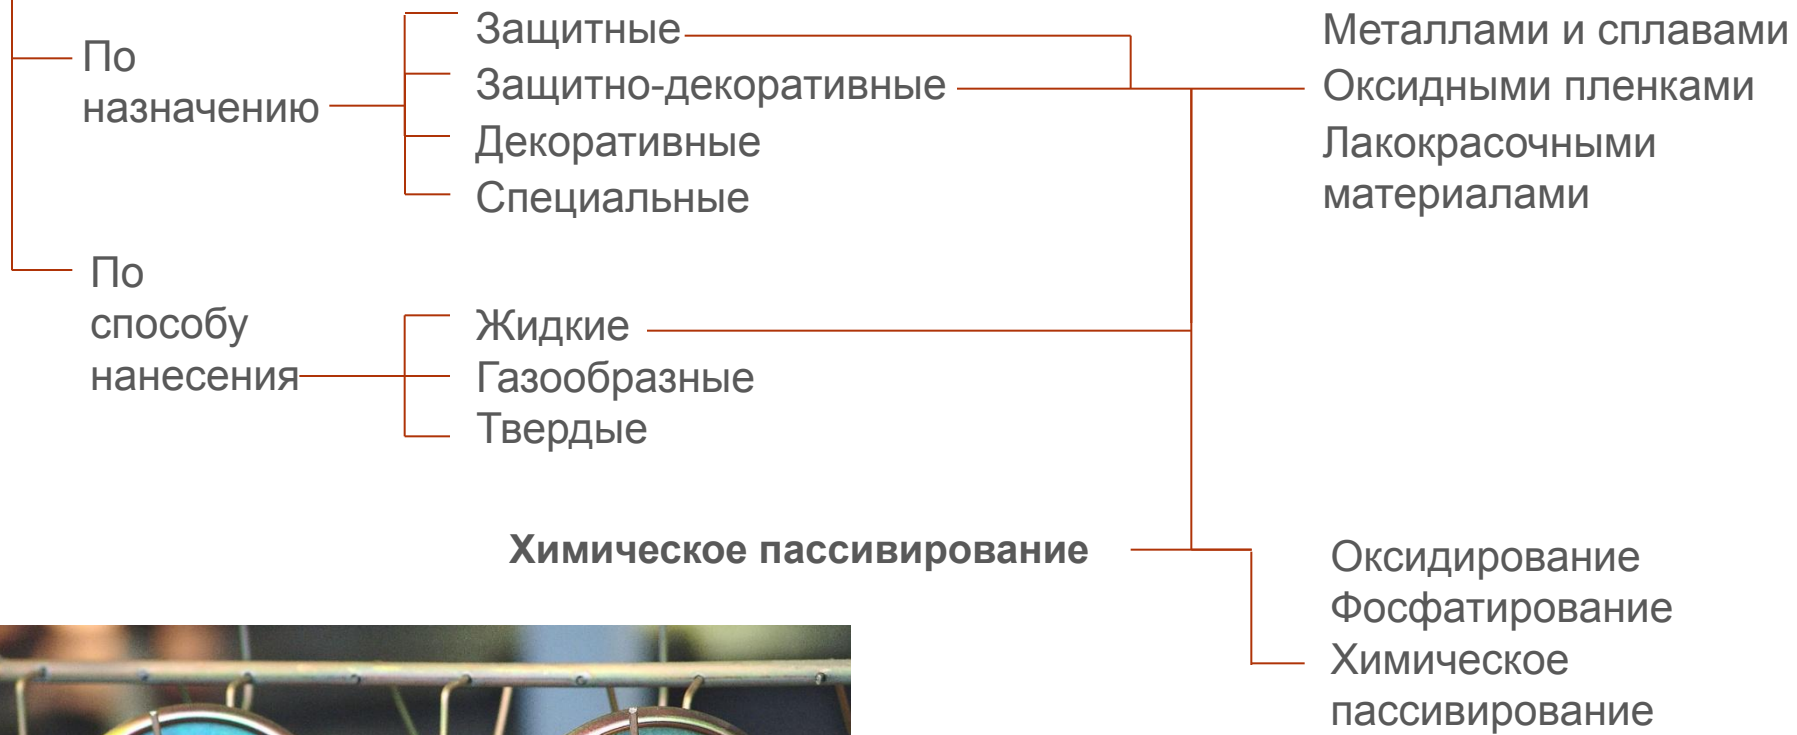 По
назначению
Защитные
Защитно-декоративные
Декоративные
Специальные
Металлами и сплавами
Оксидными пленками
Лакокрасочными
материалами
По
способу
нанесения
Жидкие
Газообразные
Твердые
Химическое пассивирование
Оксидирование
Фосфатирование
Химическое
пассивирование